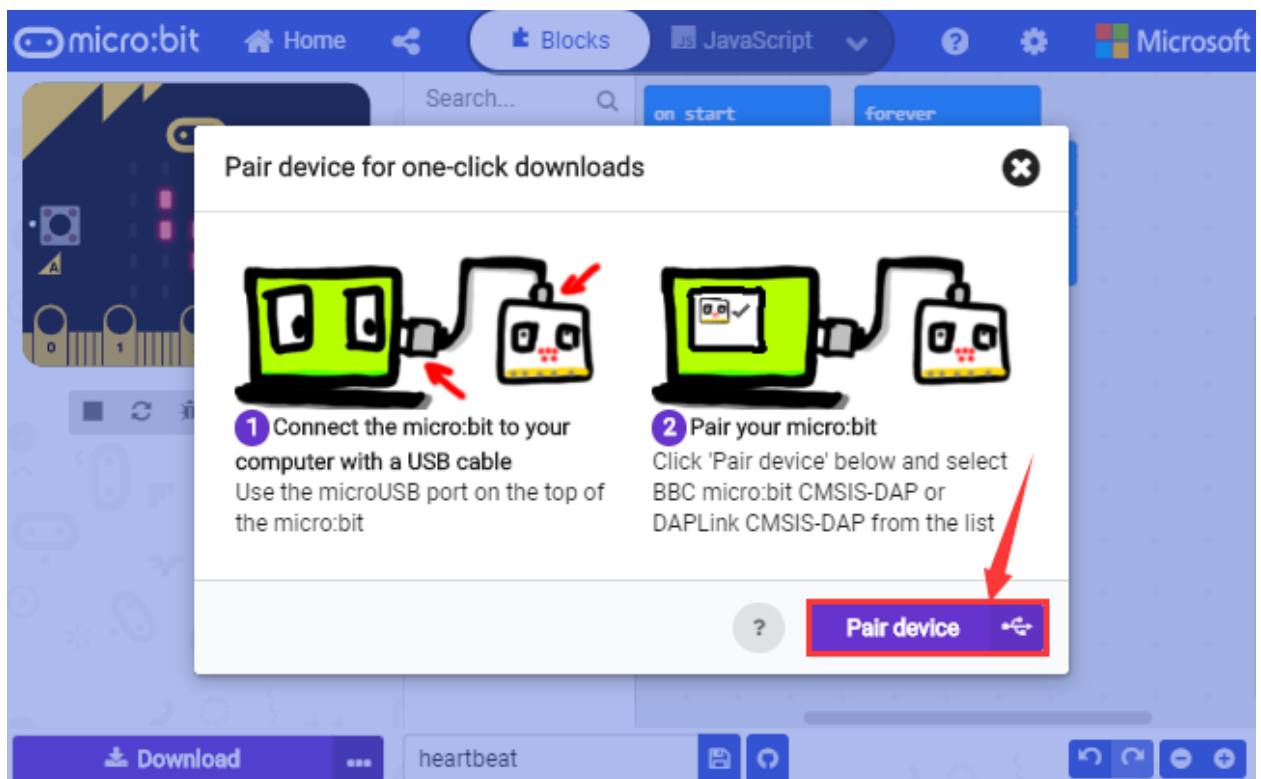 micro:bit Home Blocks JavaScript ? Microsoft
Search...
on start forever
Pair device for one-click downloads
A
0 1
1 Connect the micro:bit to your
computer with a USB cable
Use the microUSB port on the top of
the micro:bit
2 Pair your micro:bit
Click 'Pair device' below and select
BBC micro:bit CMSIS-DAP or
DAPLink CMSIS-DAP from the list
? Pair device
Download ... heartbeat